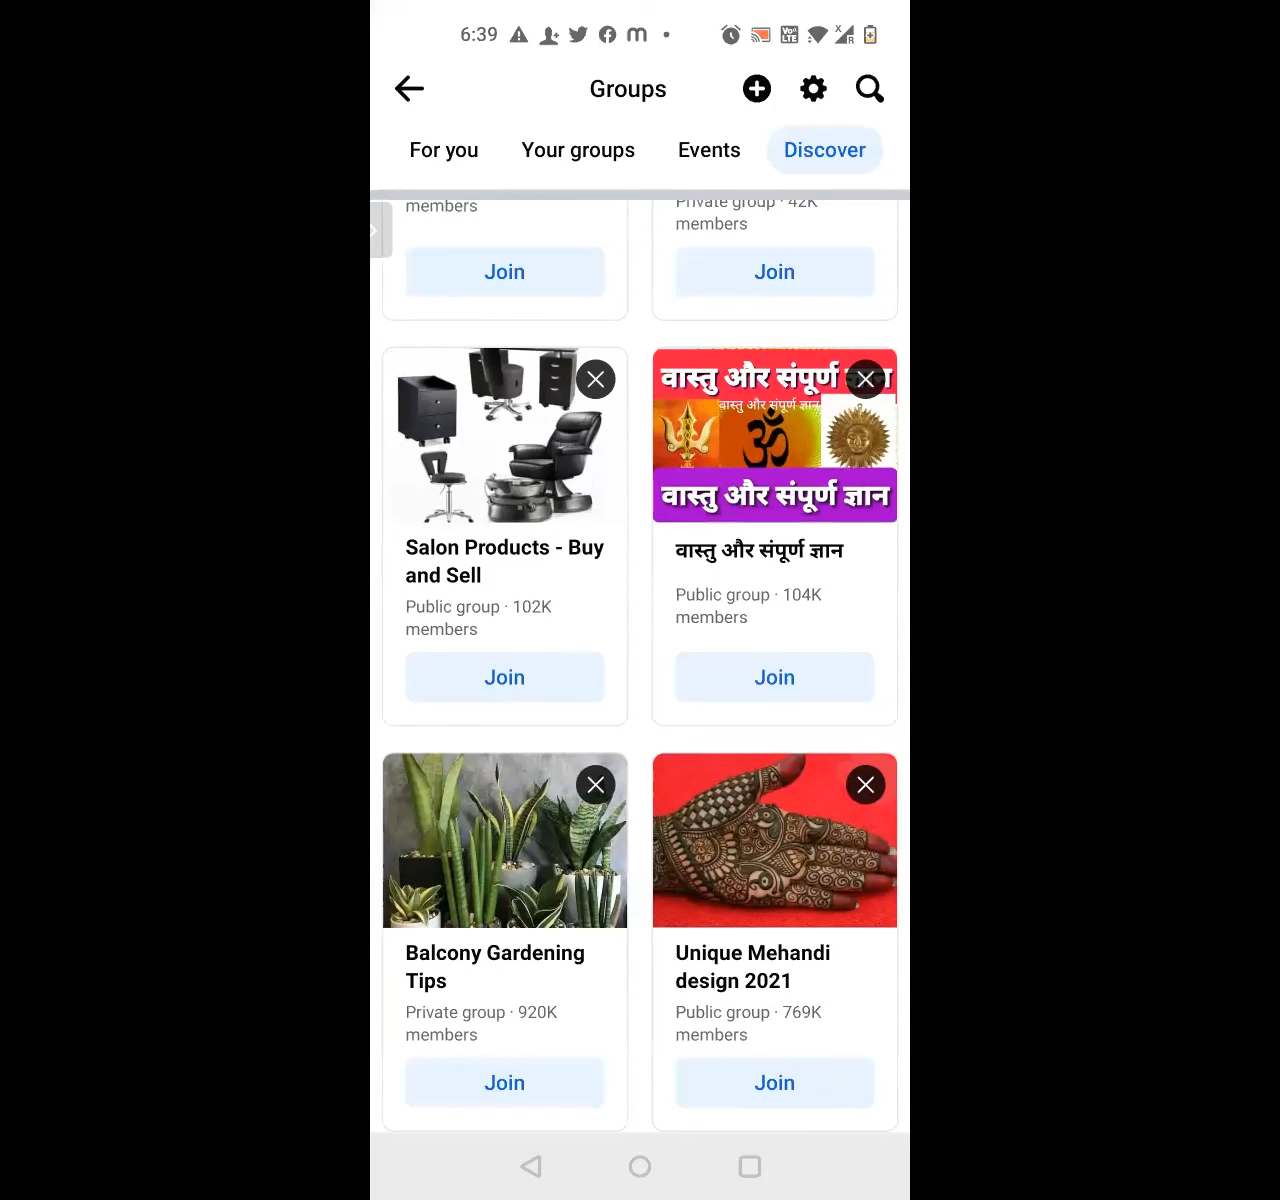 6:39
Groups
For you Your groups Events Discover
members
Private group · 42K
members
Join
Join
वास्तु और संपूर्ण
वास्तु और संपूर्ण ज्ञान
वास्तु और संपूर्ण ज्ञान
Salon Products - Buy
and Sell
Public group · 102K
members
Join
वास्तु और संपूर्ण ज्ञान
Public group · 104K
members
Join
Balcony Gardening
Tips
Private group · 920K
members
Join
Unique Mehandi
design 2021
Public group · 769K
members
Join